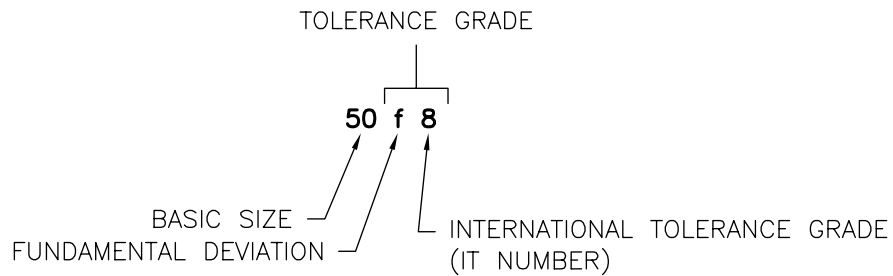 TOLERANCE GRADE
50 f 8
BASIC SIZE
FUNDAMENTAL DEVIATION
INTERNATIONAL TOLERANCE GRADE
(IT NUMBER)